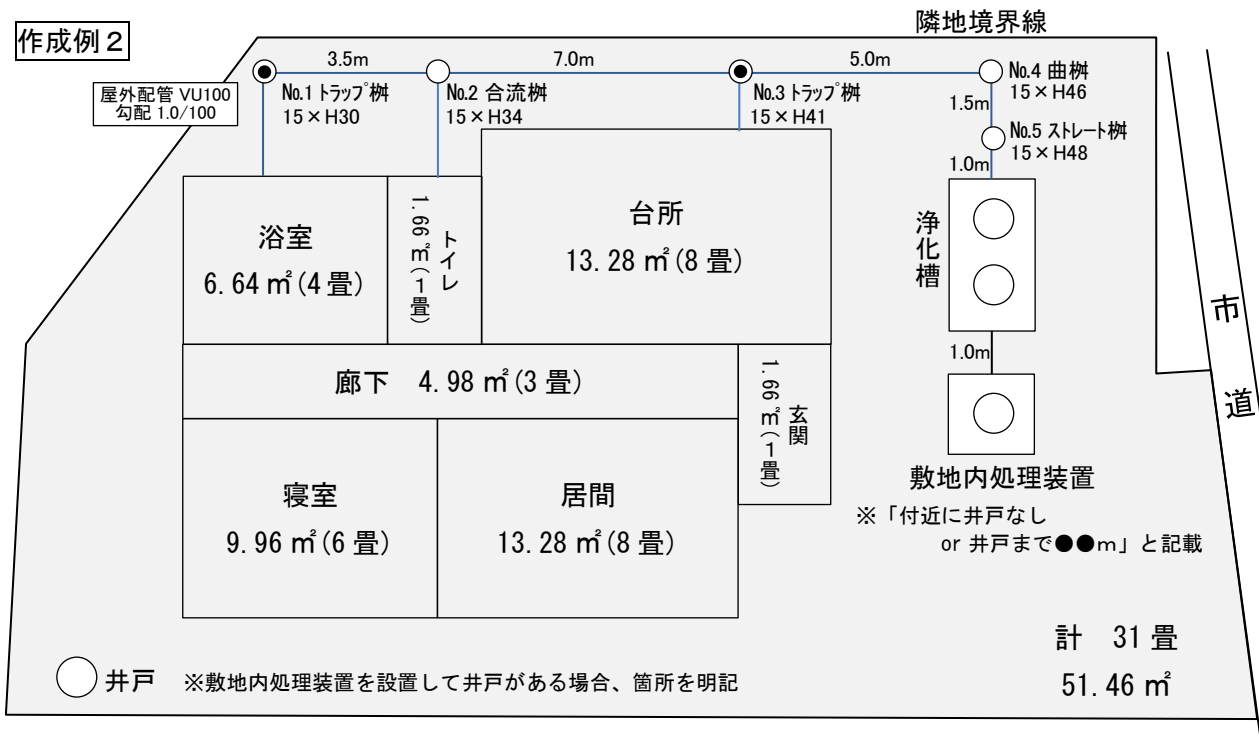 作成例２
隣地境界線
3.5m
7.0m
5.0m
屋外配管 VU100
勾配 1.0/100
No.1 トラップ桝
15×H30
No.2 合流桝
15×H34
No.3 トラップ桝
15×H41
No.4 曲桝
15×H46
1.5m
No.5 ストレート桝
15×H48
1.0m
浴室
6.64 ㎡(4 畳)
トイレ
1.66㎡(1畳)
台所
13.28 ㎡(8 畳)
浄化槽
1.0m
市道
廊下　4.98 ㎡(3 畳)
玄関
1.66㎡(1畳)
寝室
9.96 ㎡(6 畳)
居間
13.28 ㎡(8 畳)
敷地内処理装置
※「付近に井戸なし
or 井戸まで●●ｍ」と記載
計　31 畳
51.46 ㎡
井戸　※敷地内処理装置を設置して井戸がある場合、箇所を明記